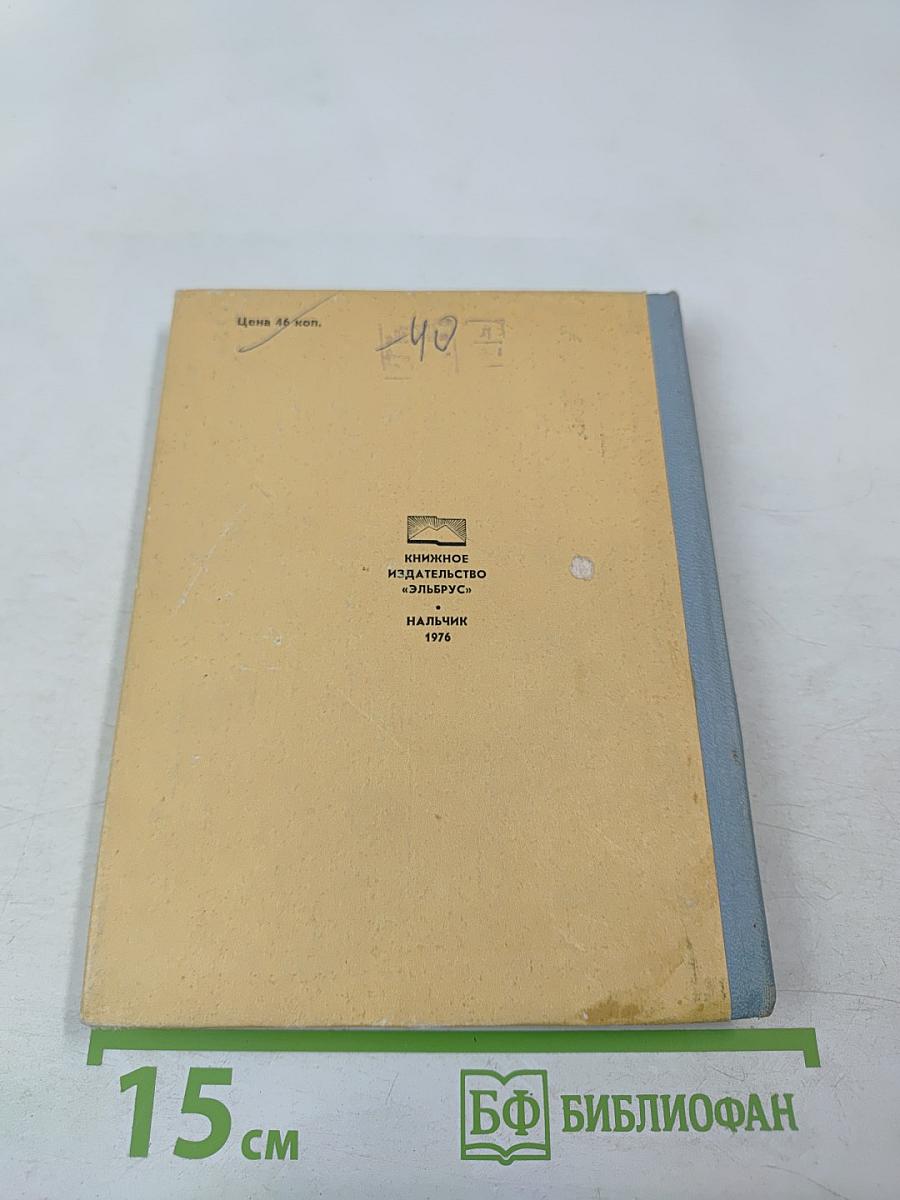 Цена 46 коп.
-40
КНИЖНОЕ
ИЗДАТЕЛЬСТВО
«ЭЛЬБРУС»
•
НАЛЬЧИК
1976
15 см
БФ БИБЛИОФАН